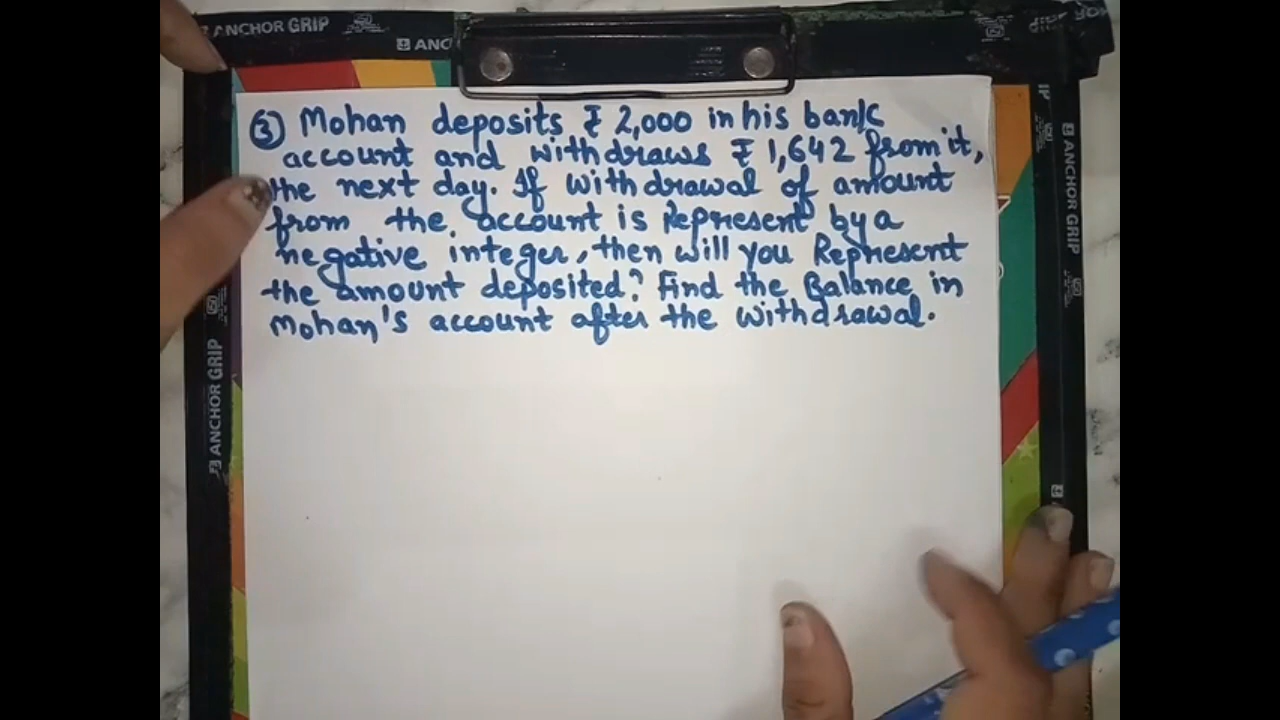 ANCHOR GRIP
ANC
③ Mohan deposits ₹ 2,000 in his bank
account and withdraws ₹ 1,642 from it,
the next day. If withdrawal of amount
from the account is Represent by a
negative integer, then will you Represent
the amount deposited? Find the Balance in
Mohan's account after the withdrawal.
ANCHOR GRIP
ANCHOR GRIP